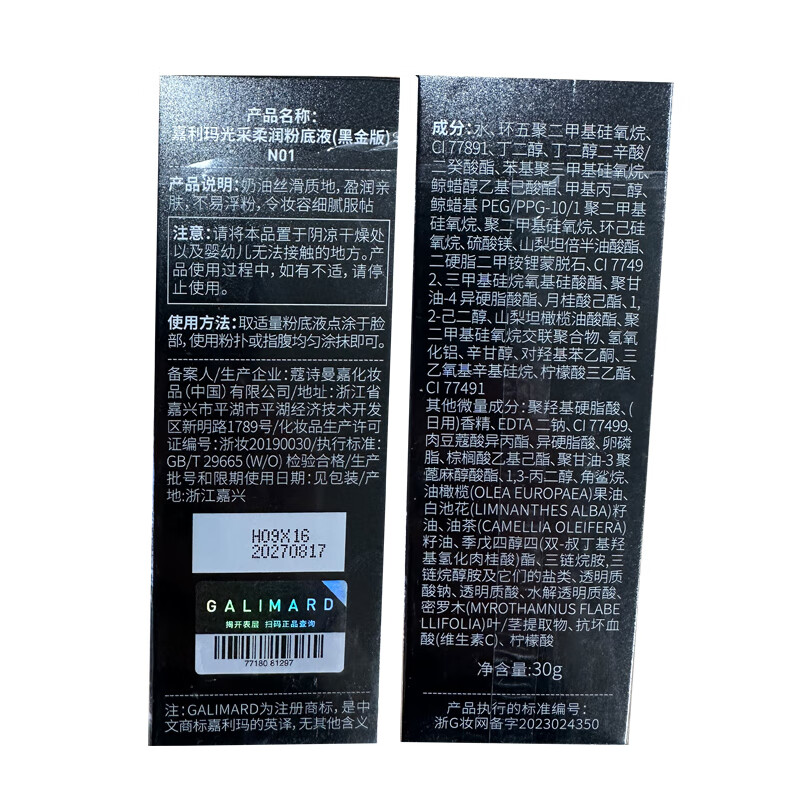 产品名称：
嘉利玛光采柔润粉底液(黑金版)
N01
产品说明：奶油丝滑质地，盈润亲
肤，不易浮粉，令妆容细腻服帖
注意：请将本品置于阴凉干燥处
以及婴幼儿无法接触的地方。产
品使用过程中，如有不适，请停
止使用。
使用方法：取适量粉底液点涂于脸
部，使用粉扑或指腹均匀涂抹即可。
备案人/生产企业：蔻诗曼嘉化妆
品（中国）有限公司/地址：浙江省
嘉兴市平湖市平湖经济技术开发
区新明路1789号/化妆品生产许可
证编号：浙妆20190030/执行标准：
GB/T 29665(W/O) 检验合格/生产
批号和限期使用日期：见包装/产
地：浙江嘉兴
H09X16
20270817
GALIMARD
揭开表层 扫码正品查询
77180 81297
注：GALIMARD为注册商标，是中
文商标嘉利玛的英译，无其他含义
成分：水、环五聚二甲基硅氧烷、
CI 77891、丁二醇、丁二醇二辛酸/
二癸酸酯、苯基聚三甲基硅氧烷、
鲸蜡醇乙基己酸酯、甲基丙二醇、
鲸蜡基 PEG/PPG-10/1 聚二甲基
硅氧烷、聚二甲基硅氧烷、环己硅
氧烷、硫酸镁、山梨坦倍半油酸酯、
二硬脂二甲铵锂蒙脱石、CI 7749
2、三甲基硅烷氧基硅酸酯、聚甘
油-4 异硬脂酸酯、月桂酸己酯、1,
2-己二醇、山梨坦橄榄油酸酯、聚
二甲基硅氧烷交联聚合物、氢氧
化铝、辛甘醇、对羟基苯乙酮、三
乙氧基辛基硅烷、柠檬酸三乙酯、
CI 77491
其他微量成分：聚羟基硬脂酸、(
日用)香精、EDTA 二钠、CI 77499、
肉豆蔻酸异丙酯、异硬脂酸、卵磷
脂、棕榈酸乙基己酯、聚甘油-3 聚
蓖麻醇酸酯、1,3-丙二醇、角鲨烷、
油橄榄(OLEA EUROPAEA)果油、
白池花(LIMNANTHES ALBA)籽
油、油茶(CAMELLIA OLEIFERA)
籽油、季戊四醇四(双-叔丁基羟
基氢化肉桂酸)酯、三链烷胺,三
链烷醇胺及它们的盐类、透明质
酸钠、透明质酸、水解透明质酸、
密罗木(MYROTHAMNUS FLABE
LLIFOLIA)叶/茎提取物、抗坏血
酸(维生素C)、柠檬酸
净含量:30g
产品执行的标准编号：
浙G妆网备字2023024350